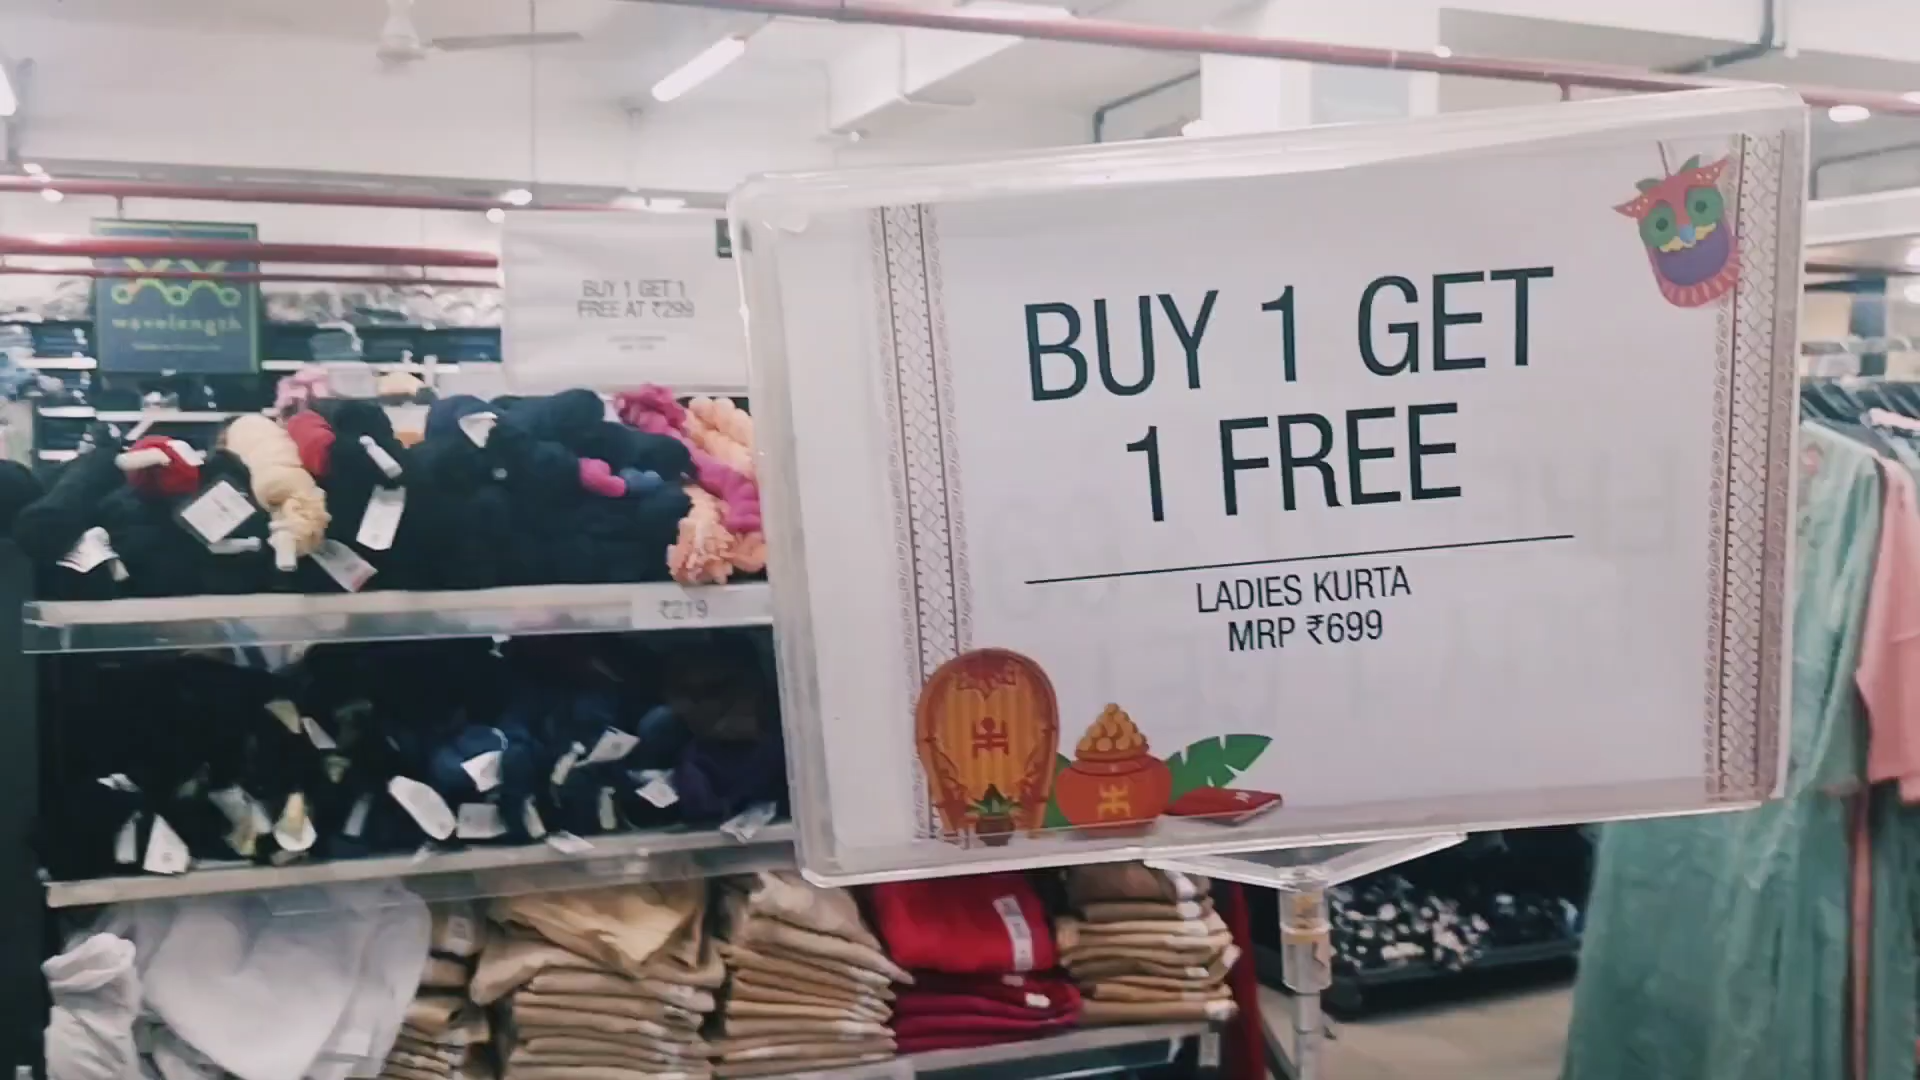 wavelength
BUY 1 GET 1
FREE AT ₹299
BUY 1 GET
1 FREE
LADIES KURTA
MRP ₹699
₹219